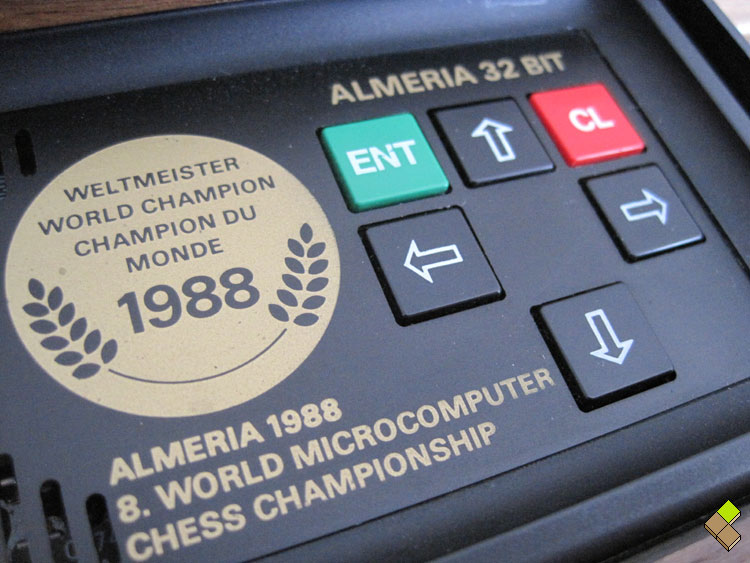 ALMERIA 32 BIT
ENT
CL
WELTMEISTER
WORLD CHAMPION
CHAMPION DU
MONDE
1988
ALMERIA 1988
8. WORLD MICROCOMPUTER
CHESS CHAMPIONSHIP